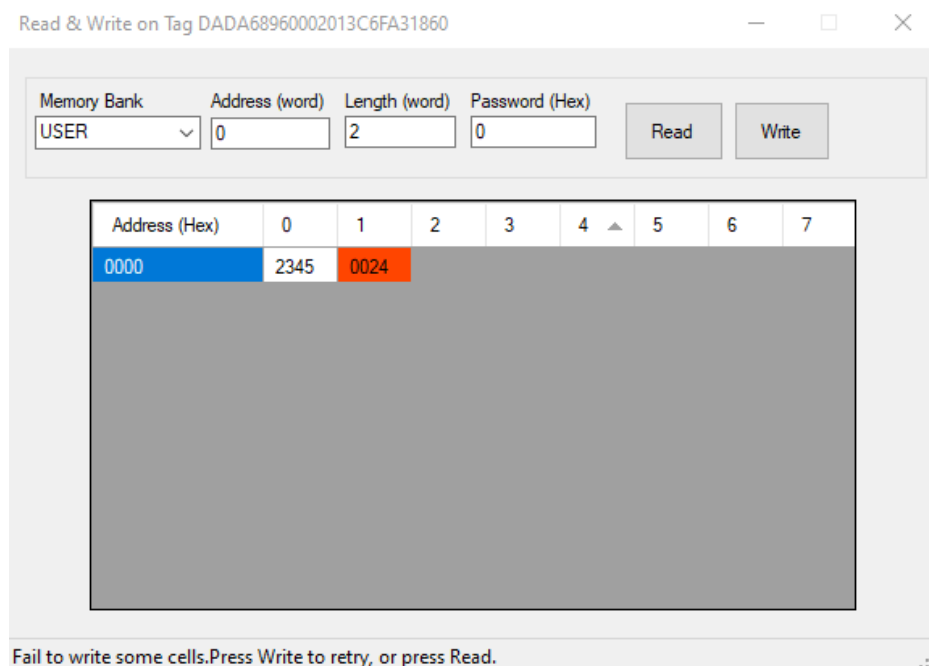 Read & Write on Tag DADA68960002013C6FA31860
Memory Bank Address (word) Length (word) Password (Hex)
USER 0 2 0 Read Write
Address (Hex) 0 1 2 3 4 5 6 7
0000 2345 0024
Fail to write some cells.Press Write to retry, or press Read.